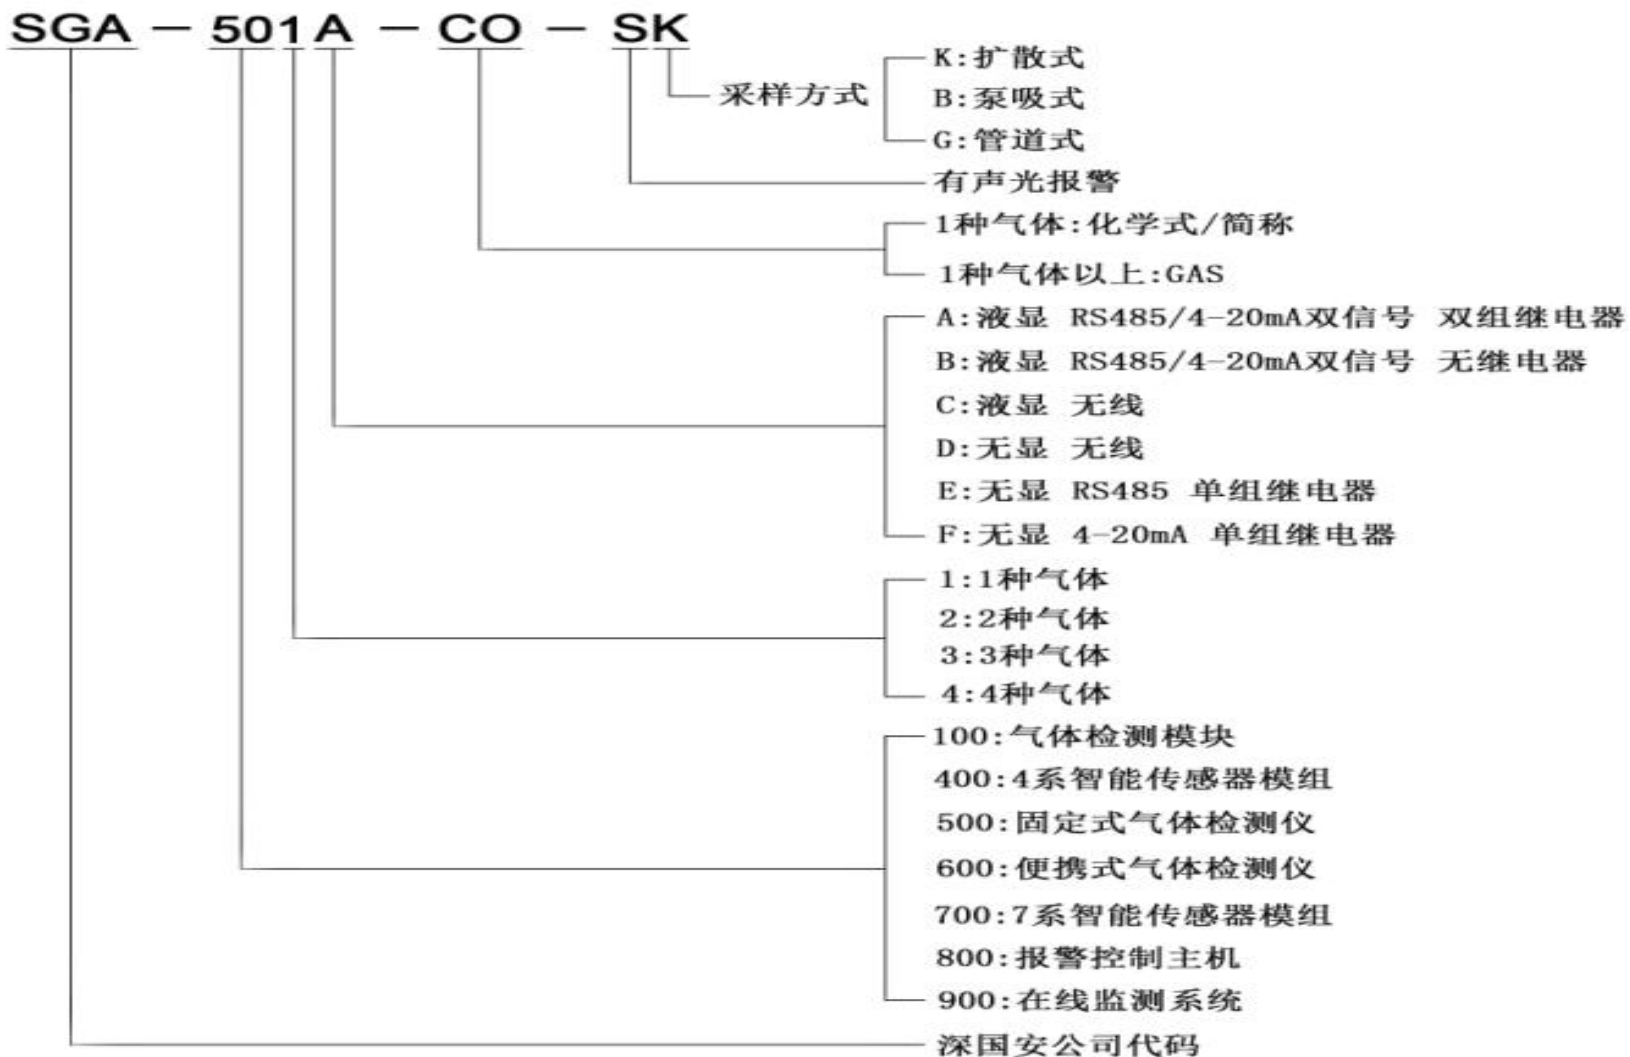 SGA - 501A - CO - SK
K:扩散式
采样方式
B:泵吸式
G:管道式
有声光报警
1种气体:化学式/简称
1种气体以上:GAS
A:液显 RS485/4-20mA双信号 双组继电器
B:液显 RS485/4-20mA双信号 无继电器
C:液显 无线
D:无显 无线
E:无显 RS485 单组继电器
F:无显 4-20mA 单组继电器
1:1种气体
2:2种气体
3:3种气体
4:4种气体
100:气体检测模块
400:4系智能传感器模组
500:固定式气体检测仪
600:便携式气体检测仪
700:7系智能传感器模组
800:报警控制主机
900:在线监测系统
深国安公司代码